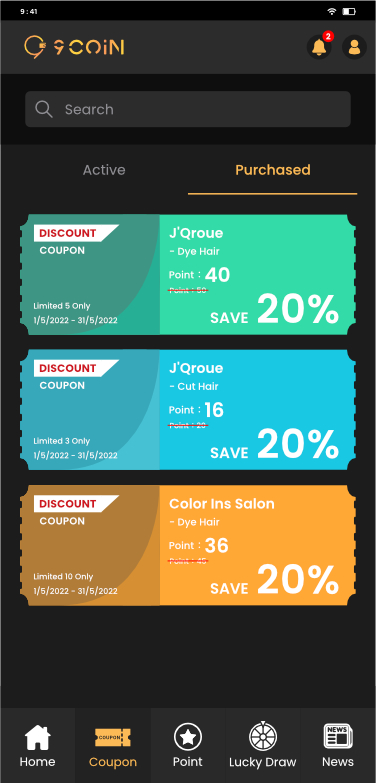 9:41
9 COIN
2
Search
Active
Purchased
DISCOUNT
COUPON
Limited 5 Only
1/5/2022 - 31/5/2022
J'Qroue
- Dye Hair
Point : 40
Point : 50
SAVE 20%
DISCOUNT
COUPON
Limited 3 Only
1/5/2022 - 31/5/2022
J'Qroue
- Cut Hair
Point : 16
Point : 20
SAVE 20%
DISCOUNT
COUPON
Limited 10 Only
1/5/2022 - 31/5/2022
Color Ins Salon
- Dye Hair
Point : 36
Point : 45
SAVE 20%
COUPON
NEWS
Home
Coupon
Point
Lucky Draw
News